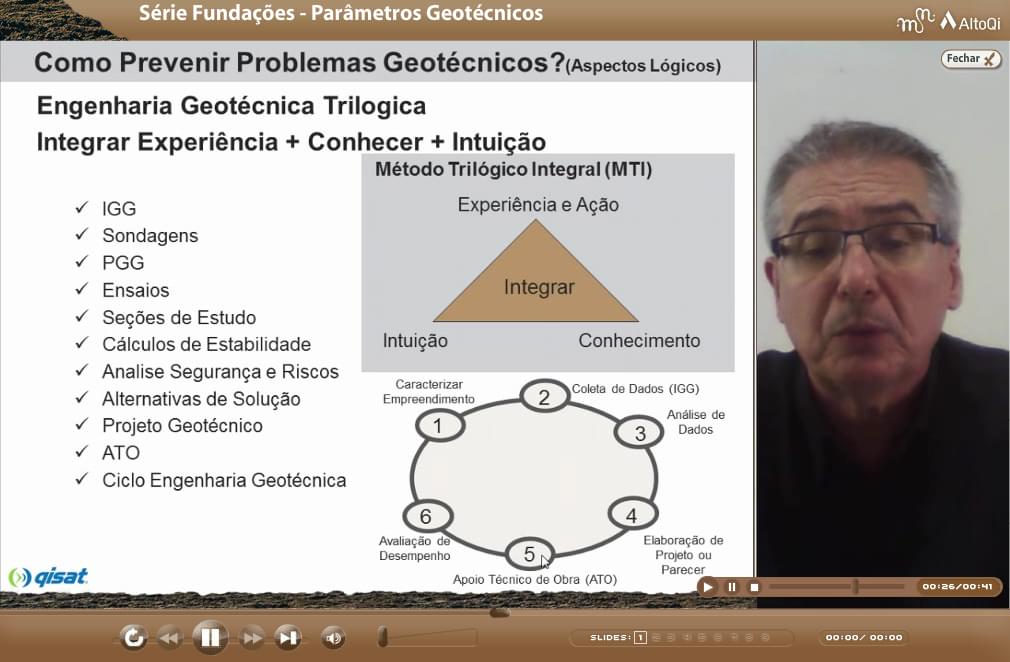 Série Fundações - Parâmetros Geotécnicos
AltoQi
Fechar
Como Prevenir Problemas Geotécnicos?(Aspectos Lógicos)
Engenharia Geotécnica Trilogica
Integrar Experiência + Conhecer + Intuição
✓ IGG
✓ Sondagens
✓ PGG
✓ Ensaios
✓ Seções de Estudo
✓ Cálculos de Estabilidade
✓ Analise Segurança e Riscos
✓ Alternativas de Solução
✓ Projeto Geotécnico
✓ ATO
✓ Ciclo Engenharia Geotécnica
Método Trilógico Integral (MTI)
Experiência e Ação
Integrar
Intuição
Conhecimento
Caracterizar
Empreendimento
1
2
Coleta de Dados (IGG)
3
Análise de
Dados
4
Elaboração de
Projeto ou
Parecer
5
Apoio Técnico de Obra (ATO)
6
Avaliação de
Desempenho
qisat
00:26/00:41
SLIDES: 1
00:00/ 00:00